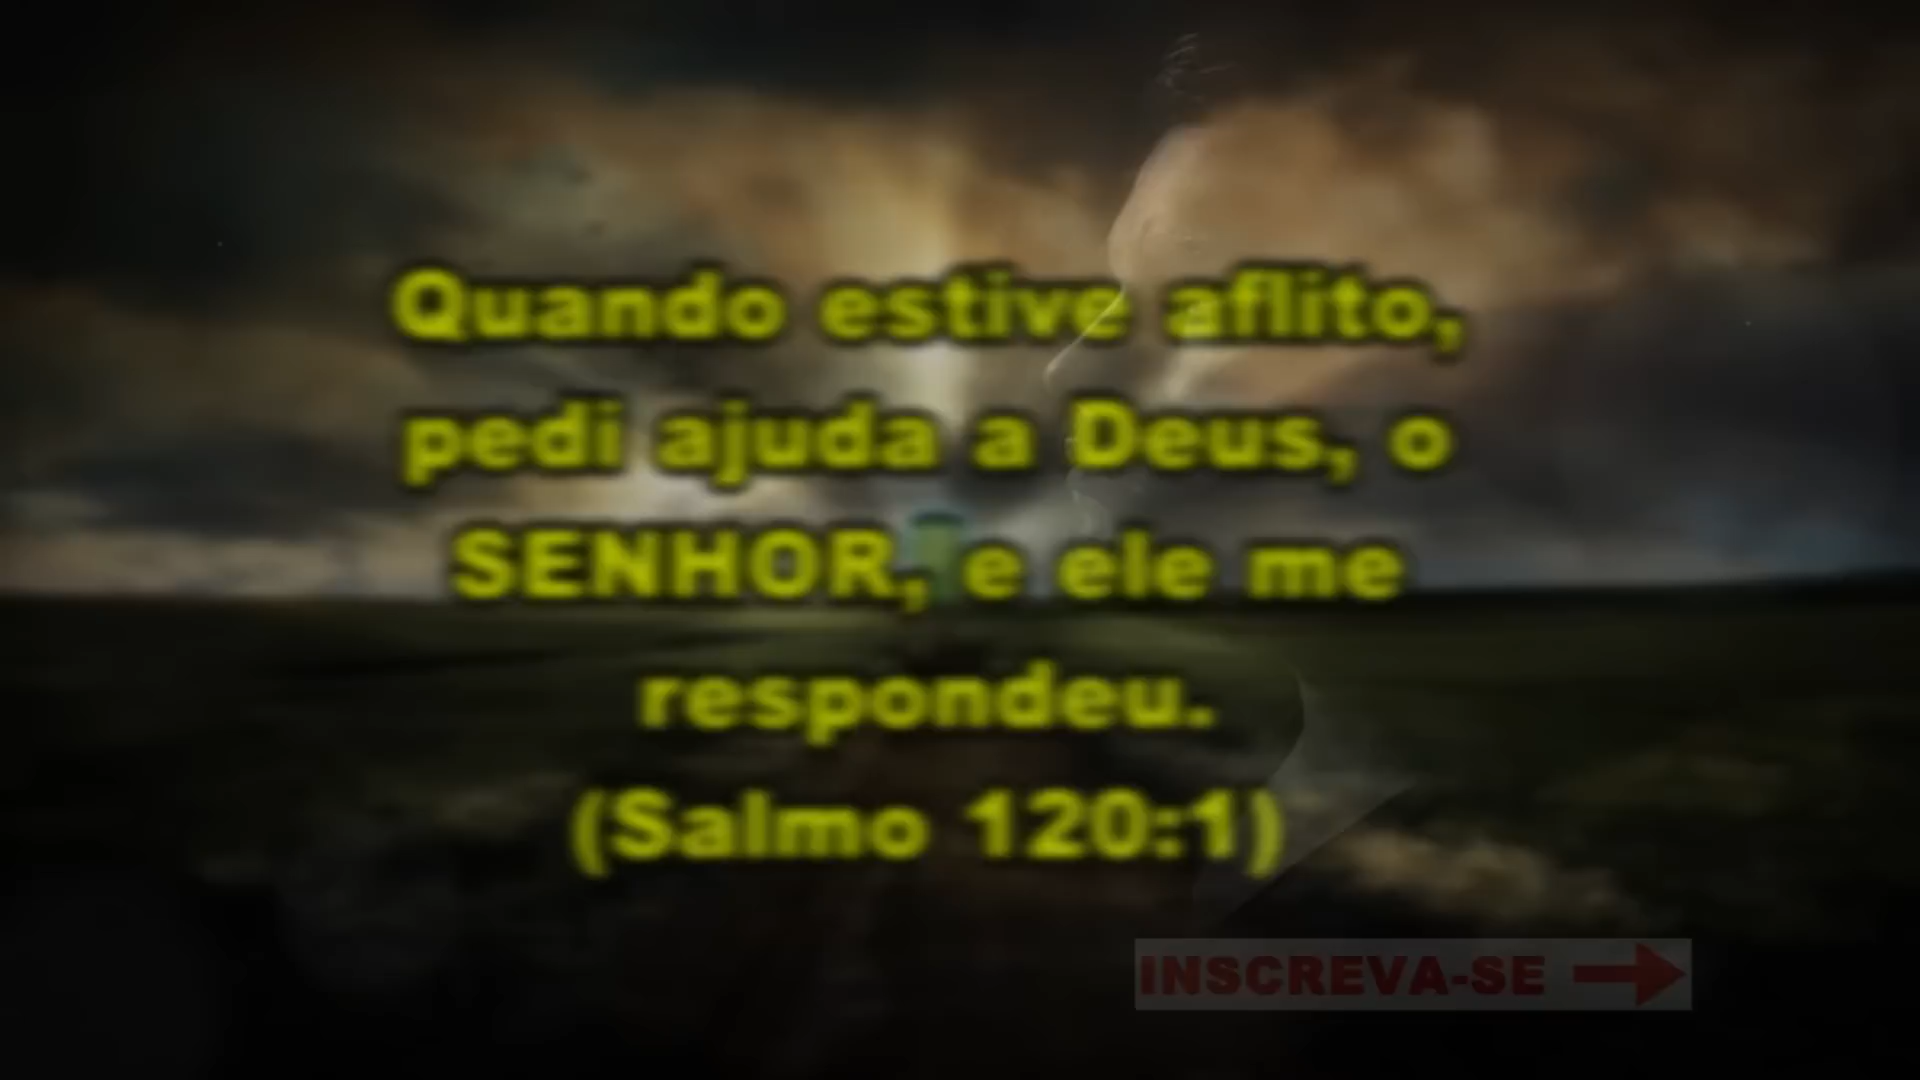 Quando estive aflito,
pedi ajuda a Deus, o
SENHOR, e ele me
respondeu.
(Salmo 120:1)
INSCREVA-SE